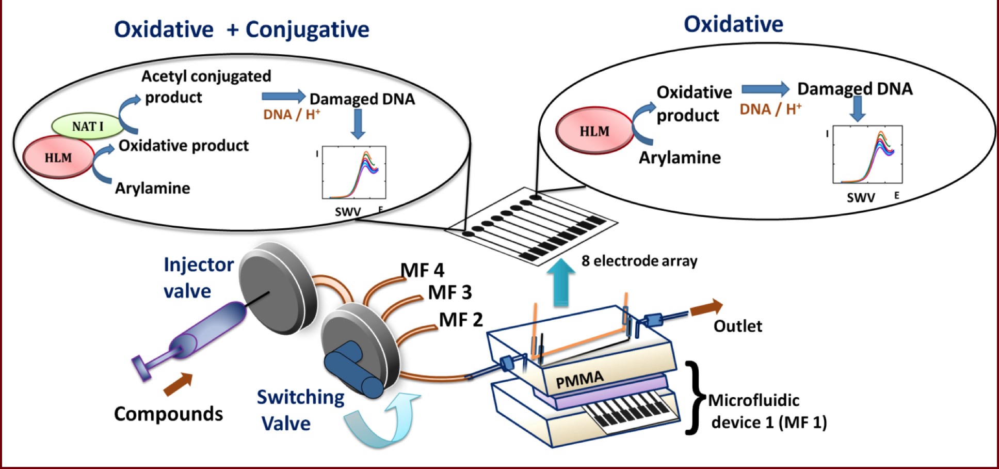 Oxidative + Conjugative
Oxidative
Acetyl conjugated
product
Damaged DNA
DNA / H⁺
NAT I
HLM
Oxidative product
Arylamine
I
SWV
E
Oxidative
product
Damaged DNA
DNA / H⁺
HLM
Arylamine
I
SWV
E
Injector
valve
MF 4
MF 3
MF 2
8 electrode array
Outlet
PMMA
Compounds
Switching
Valve
Microfluidic
device 1 (MF 1)